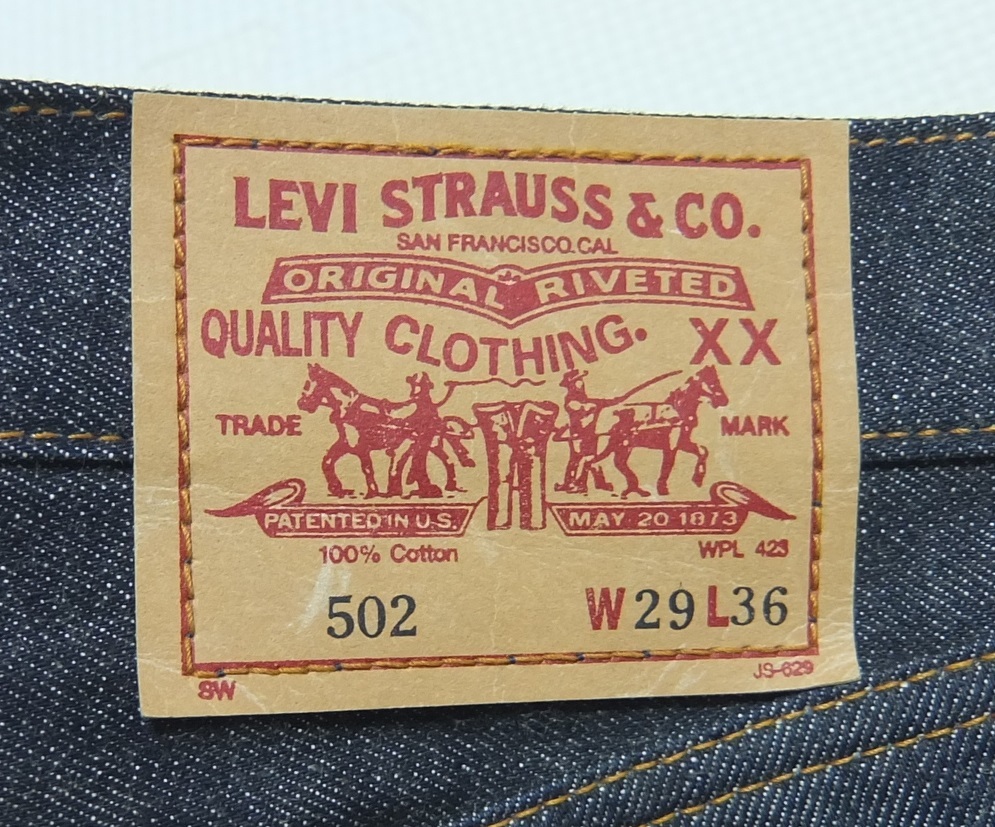 LEVI STRAUSS & CO.
SAN FRANCISCO.CAL
ORIGINAL RIVETED
QUALITY CLOTHING. XX
TRADE MARK
PATENTED IN U.S. MAY 20 1873
100% Cotton WPL 423
502 W29 L36
SW JS-629